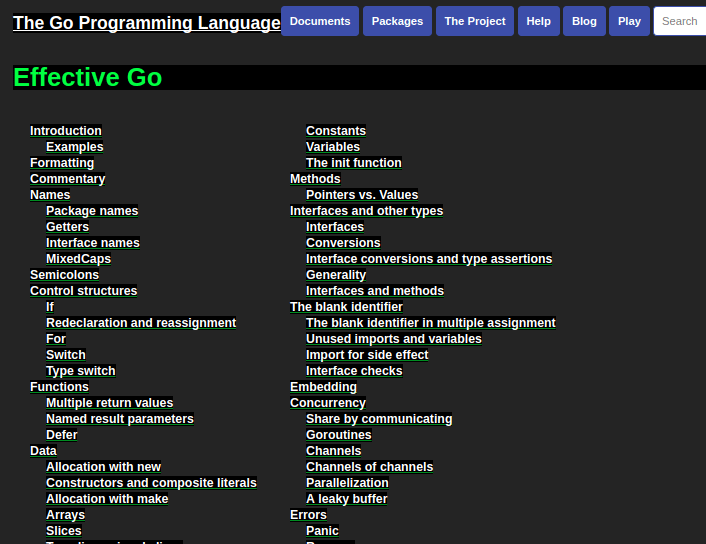 The Go Programming Language
Documents
Packages
The Project
Help
Blog
Play
Search
Effective Go
Introduction
Examples
Formatting
Commentary
Names
Package names
Getters
Interface names
MixedCaps
Semicolons
Control structures
If
Redeclaration and reassignment
For
Switch
Type switch
Functions
Multiple return values
Named result parameters
Defer
Data
Allocation with new
Constructors and composite literals
Allocation with make
Arrays
Slices
Constants
Variables
The init function
Methods
Pointers vs. Values
Interfaces and other types
Interfaces
Conversions
Interface conversions and type assertions
Generality
Interfaces and methods
The blank identifier
The blank identifier in multiple assignment
Unused imports and variables
Import for side effect
Interface checks
Embedding
Concurrency
Share by communicating
Goroutines
Channels
Channels of channels
Parallelization
A leaky buffer
Errors
Panic